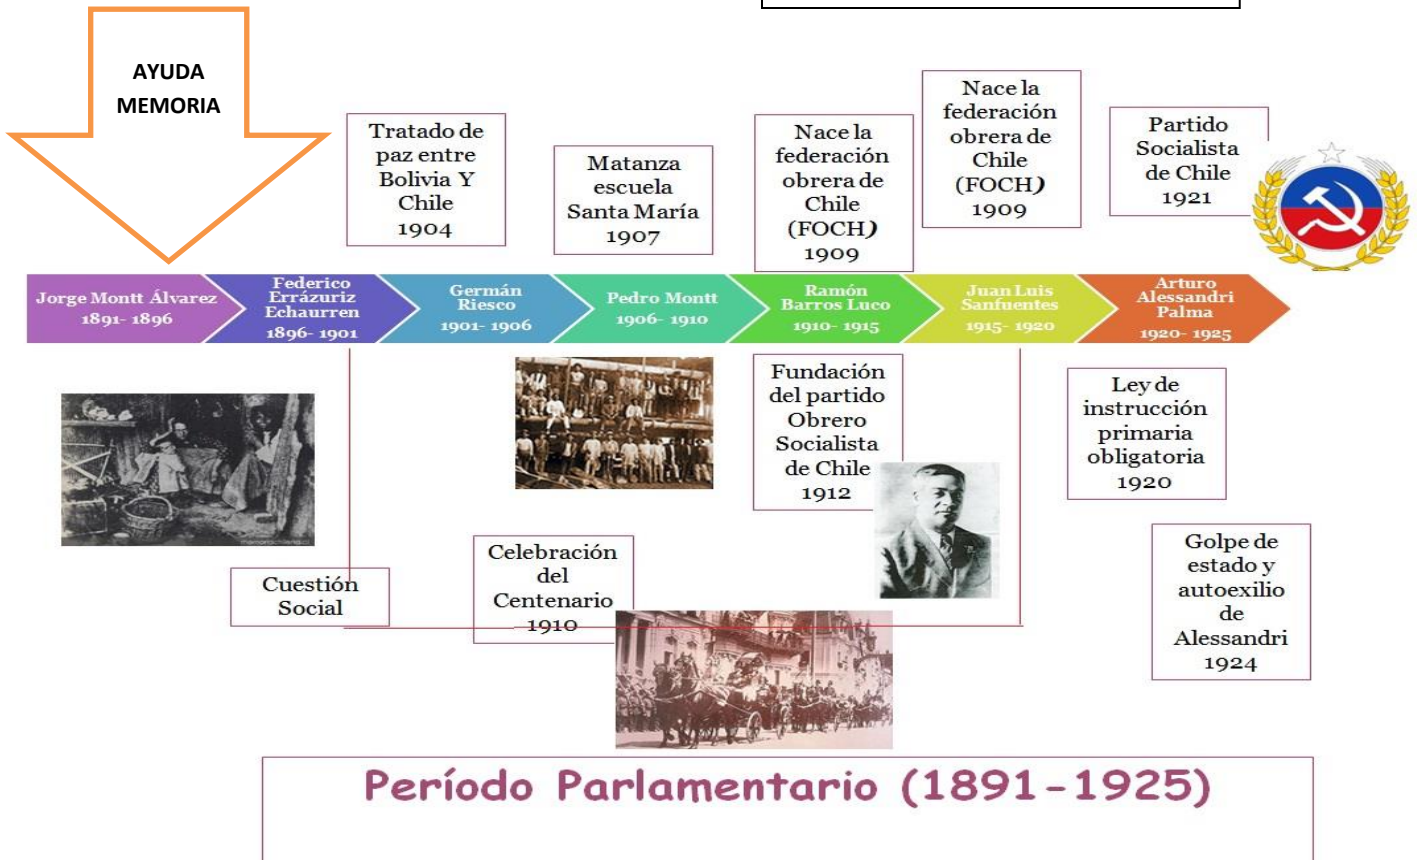 AYUDA
MEMORIA
Tratado de
paz entre
Bolivia Y
Chile
1904
Matanza
escuela
Santa María
1907
Nace la
federación
obrera de
Chile
(FOCH)
1909
Nace la
federación
obrera de
Chile
(FOCH)
1909
Partido
Socialista
de Chile
1921
Jorge Montt Álvarez
1891- 1896
Federico
Errázuriz
Echaurren
1896- 1901
Germán
Riesco
1901- 1906
Pedro Montt
1906- 1910
Ramón
Barros Luco
1910- 1915
Juan Luis
Sanfuentes
1915- 1920
Arturo
Alessandri
Palma
1920- 1925
Fundación
del partido
Obrero
Socialista
de Chile
1912
Ley de
instrucción
primaria
obligatoria
1920
Cuestión
Social
Celebración
del
Centenario
1910
Golpe de
estado y
autoexilio
de
Alessandri
1924
Período Parlamentario (1891-1925)